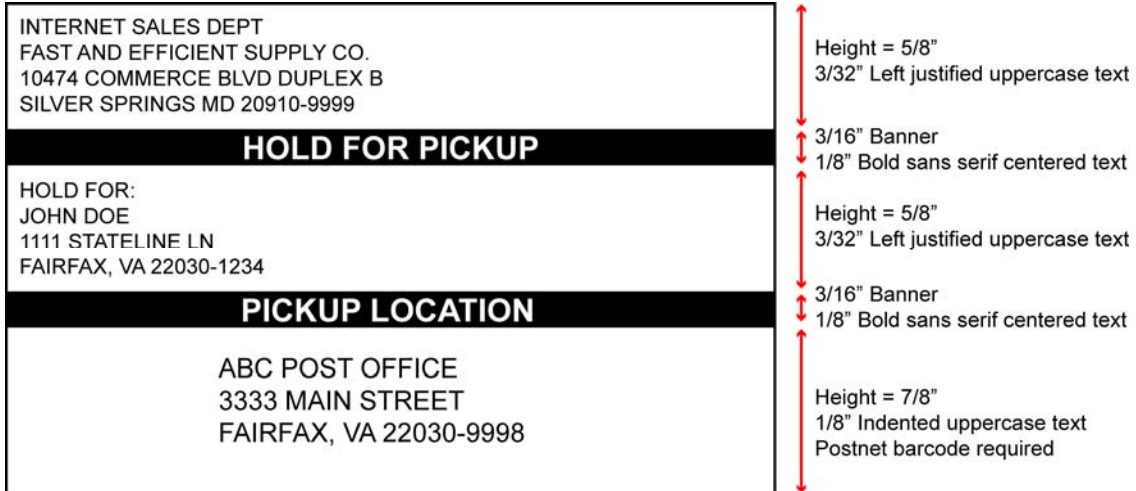 INTERNET SALES DEPT
FAST AND EFFICIENT SUPPLY CO.
10474 COMMERCE BLVD DUPLEX B
SILVER SPRINGS MD 20910-9999
HOLD FOR PICKUP
HOLD FOR:
JOHN DOE
1111 STATELINE LN
FAIRFAX, VA 22030-1234
PICKUP LOCATION
ABC POST OFFICE
3333 MAIN STREET
FAIRFAX, VA 22030-9998
Height = 5/8”
3/32” Left justified uppercase text
3/16” Banner
1/8” Bold sans serif centered text
Height = 5/8”
3/32” Left justified uppercase text
3/16” Banner
1/8” Bold sans serif centered text
Height = 7/8”
1/8” Indented uppercase text
Postnet barcode required